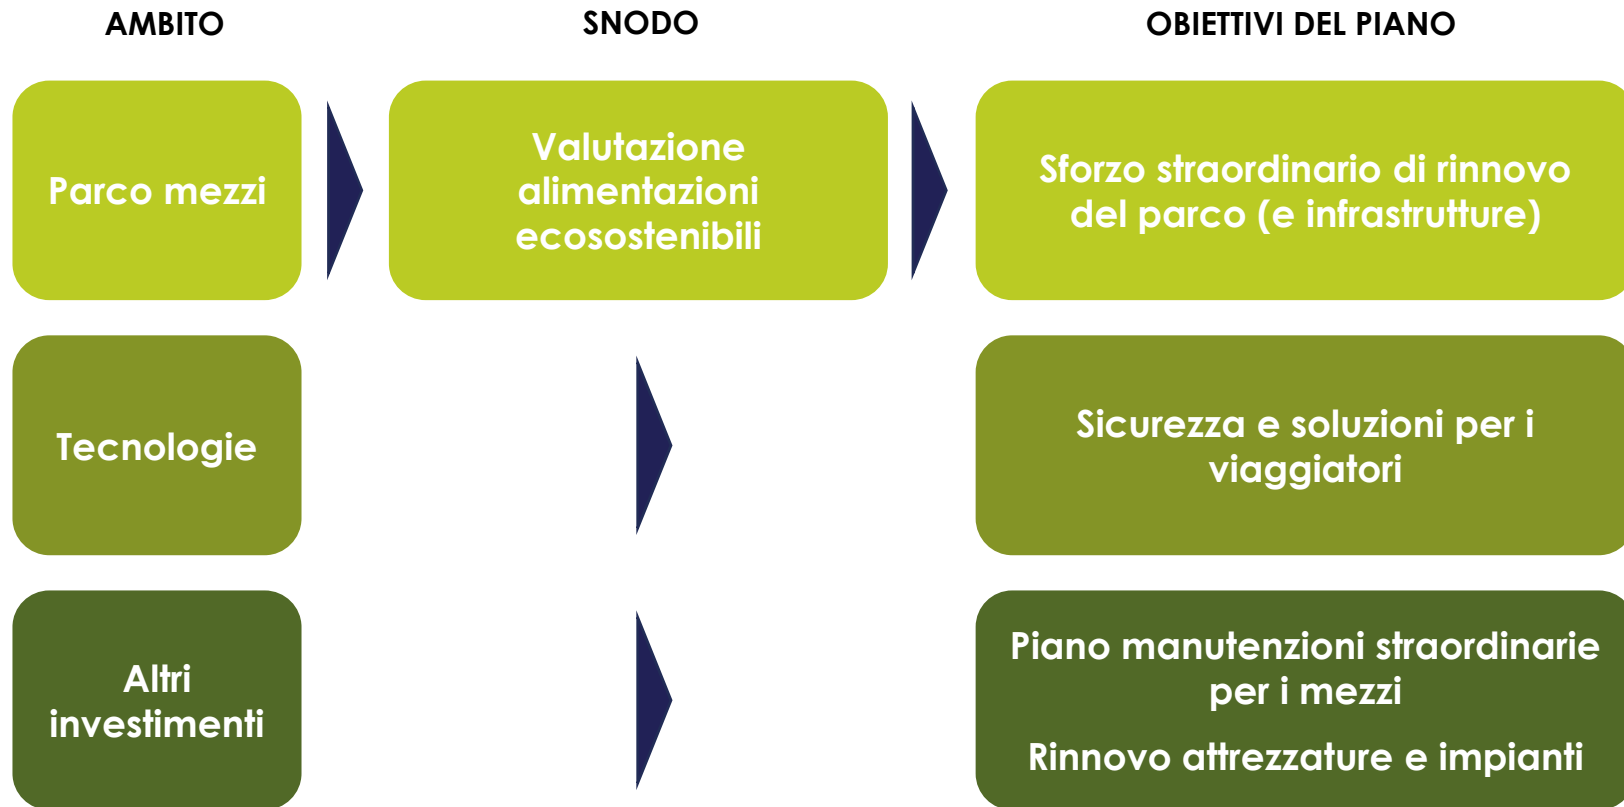 AMBITO
SNODO
OBIETTIVI DEL PIANO
Parco mezzi
Valutazione
alimentazioni
ecosostenibili
Sforzo straordinario di rinnovo
del parco (e infrastrutture)
Tecnologie
Sicurezza e soluzioni per i
viaggiatori
Altri
investimenti
Piano manutenzioni straordinarie
per i mezzi
Rinnovo attrezzature e impianti